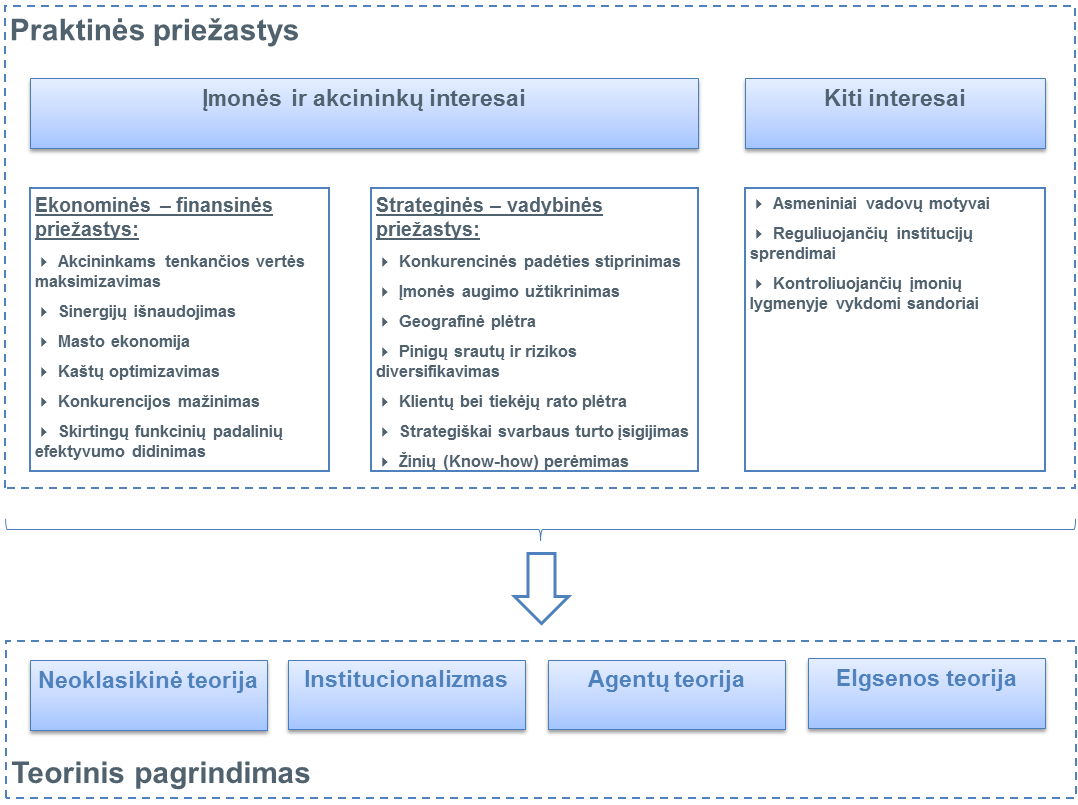 Praktinės priežastys
Įmonės ir akcininkų interesai
Kiti interesai
Ekonominės – finansinės
priežastys:
Akcininkams tenkančios vertės
maksimizavimas
Sinergijų išnaudojimas
Masto ekonomija
Kaštų optimizavimas
Konkurencijos mažinimas
Skirtingų funkcinių padalinių
efektyvumo didinimas
Strateginės – vadybinės
priežastys:
Konkurencinės padėties stiprinimas
Įmonės augimo užtikrinimas
Geografinė plėtra
Pinigų srautų ir rizikos
diversifikavimas
Klientų bei tiekėjų rato plėtra
Strategiškai svarbaus turto įsigijimas
Žinių (Know-how) perėmimas
Asmeniniai vadovų motyvai
Reguliuojančių institucijų
sprendimai
Kontroliuojančių įmonių
lygmenyje vykdomi sandoriai
Neoklasikinė teorija
Institucionalizmas
Agentų teorija
Elgsenos teorija
Teorinis pagrindimas